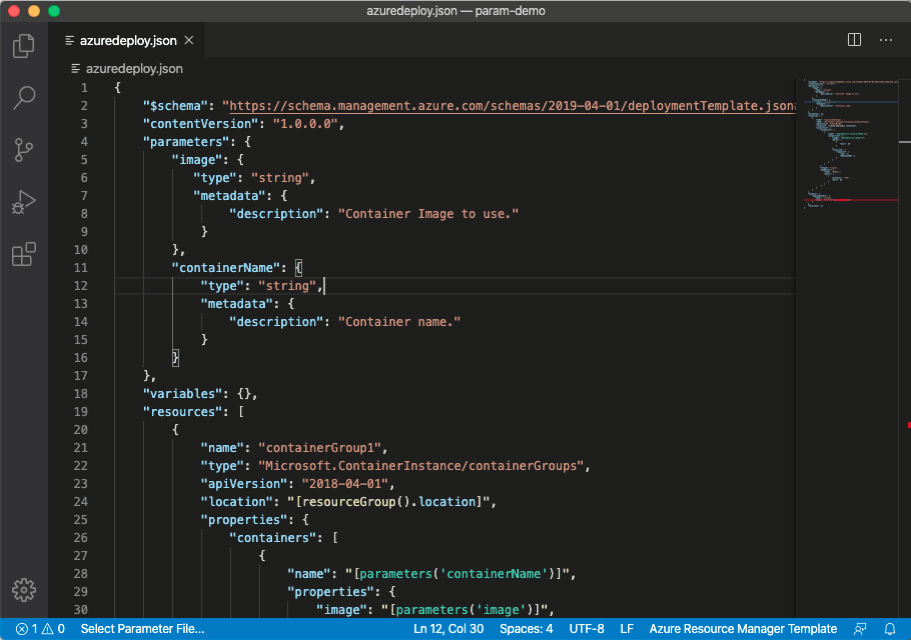 azuredeploy.json — param-demo
azuredeploy.json
azuredeploy.json
1 {
2 "$schema": "https://schema.management.azure.com/schemas/2019-04-01/deploymentTemplate.json
3 "contentVersion": "1.0.0.0",
4 "parameters": {
5 "image": {
6 "type": "string",
7 "metadata": {
8 "description": "Container Image to use."
9 }
10 },
11 "containerName": {
12 "type": "string",
13 "metadata": {
14 "description": "Container name."
15 }
16 }
17 },
18 "variables": {},
19 "resources": [
20 {
21 "name": "containerGroup1",
22 "type": "Microsoft.ContainerInstance/containerGroups",
23 "apiVersion": "2018-04-01",
24 "location": "[resourceGroup().location]",
25 "properties": {
26 "containers": [
27 {
28 "name": "[parameters('containerName')]",
29 "properties": {
30 "image": "[parameters('image')]",
1 0 Select Parameter File... Ln 12, Col 30 Spaces: 4 UTF-8 LF Azure Resource Manager Template